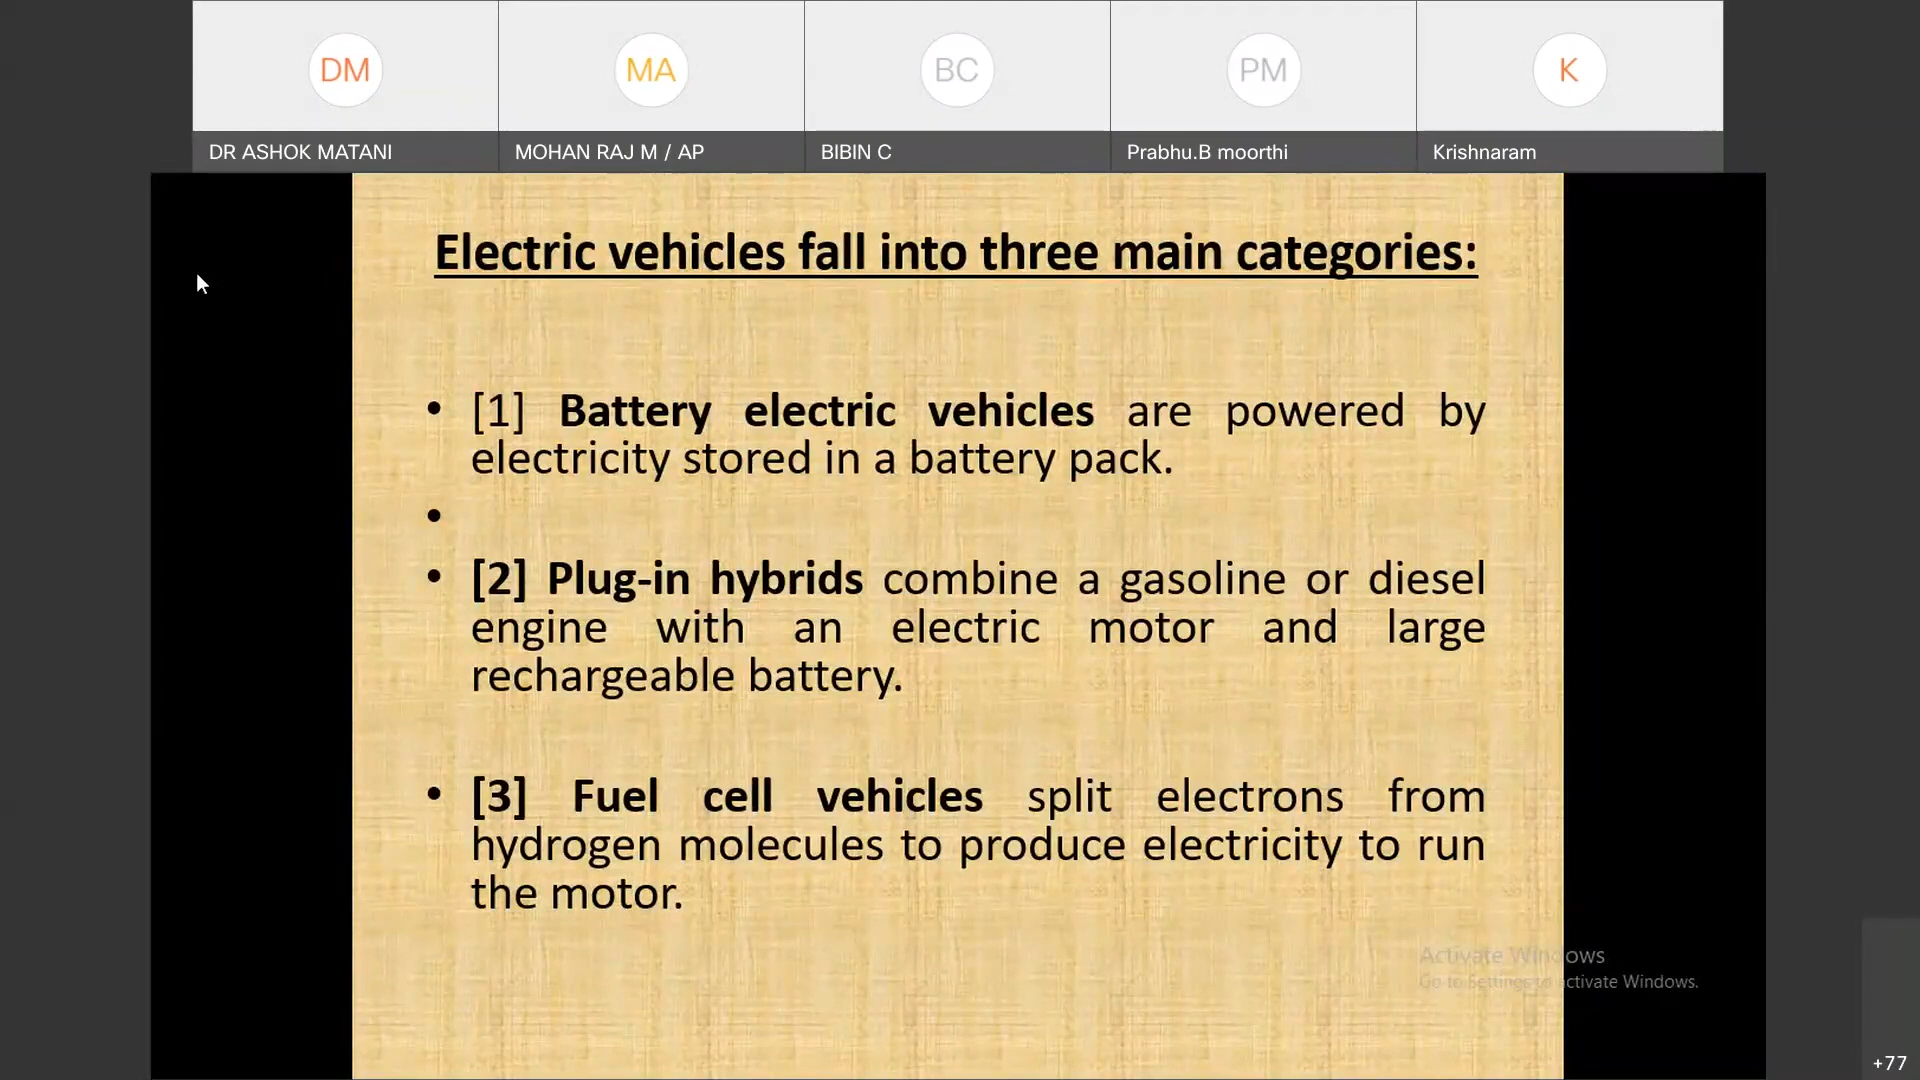 DM
MA
BC
PM
K
DR ASHOK MATANI
MOHAN RAJ M / AP
BIBIN C
Prabhu.B moorthi
Krishnaram
Electric vehicles fall into three main categories:
• [1] Battery electric vehicles are powered by
electricity stored in a battery pack.
•
• [2] Plug-in hybrids combine a gasoline or diesel
engine with an electric motor and large
rechargeable battery.
• [3] Fuel cell vehicles split electrons from
hydrogen molecules to produce electricity to run
the motor.
Activate Windows
Go to Settings to activate Windows.
+77